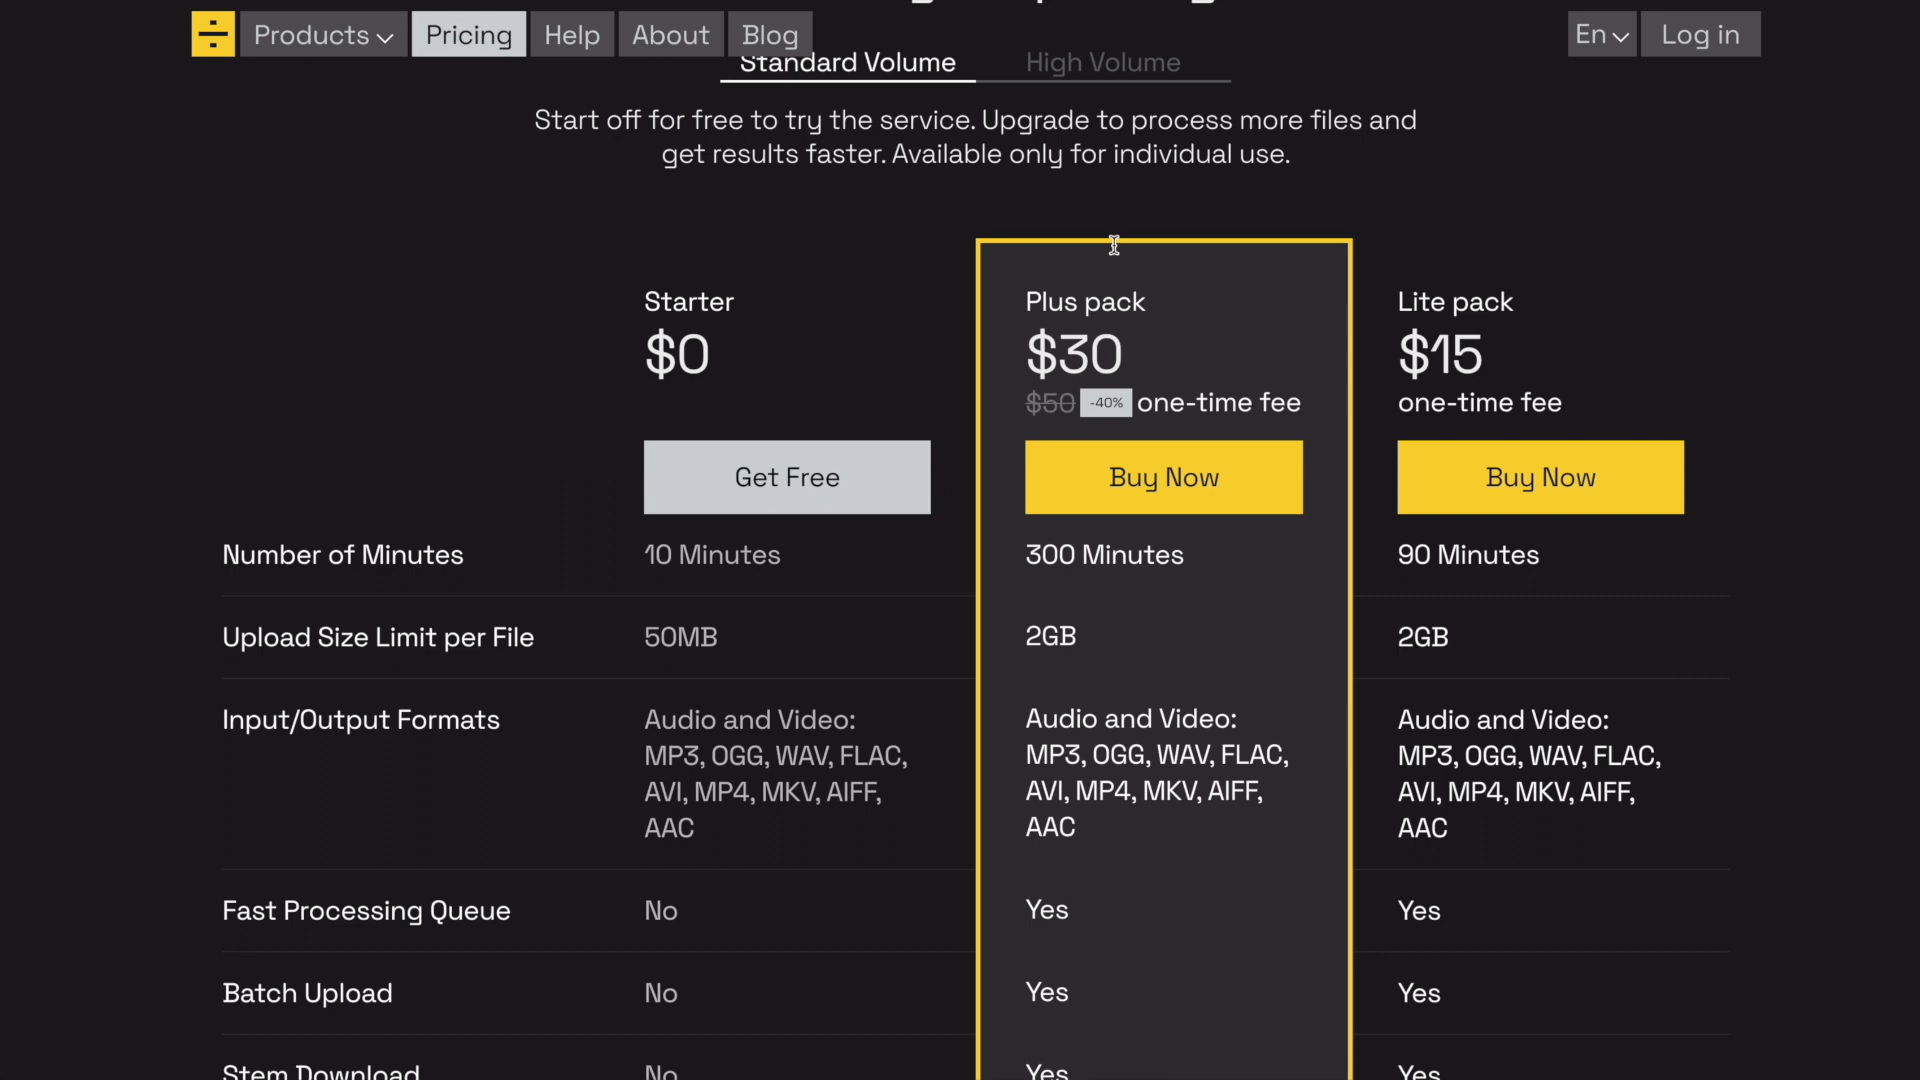 Products
Pricing
Help
About
Blog
En
Log in
Standard Volume
High Volume
Start off for free to try the service. Upgrade to process more files and
get results faster. Available only for individual use.
Starter
$0
Get Free
Plus pack
$30
$50 -40% one-time fee
Buy Now
Lite pack
$15
one-time fee
Buy Now
Number of Minutes
10 Minutes
300 Minutes
90 Minutes
Upload Size Limit per File
50MB
2GB
2GB
Input/Output Formats
Audio and Video:
MP3, OGG, WAV, FLAC,
AVI, MP4, MKV, AIFF,
AAC
Audio and Video:
MP3, OGG, WAV, FLAC,
AVI, MP4, MKV, AIFF,
AAC
Audio and Video:
MP3, OGG, WAV, FLAC,
AVI, MP4, MKV, AIFF,
AAC
Fast Processing Queue
No
Yes
Yes
Batch Upload
No
Yes
Yes
Stem Download
No
Yes
Yes